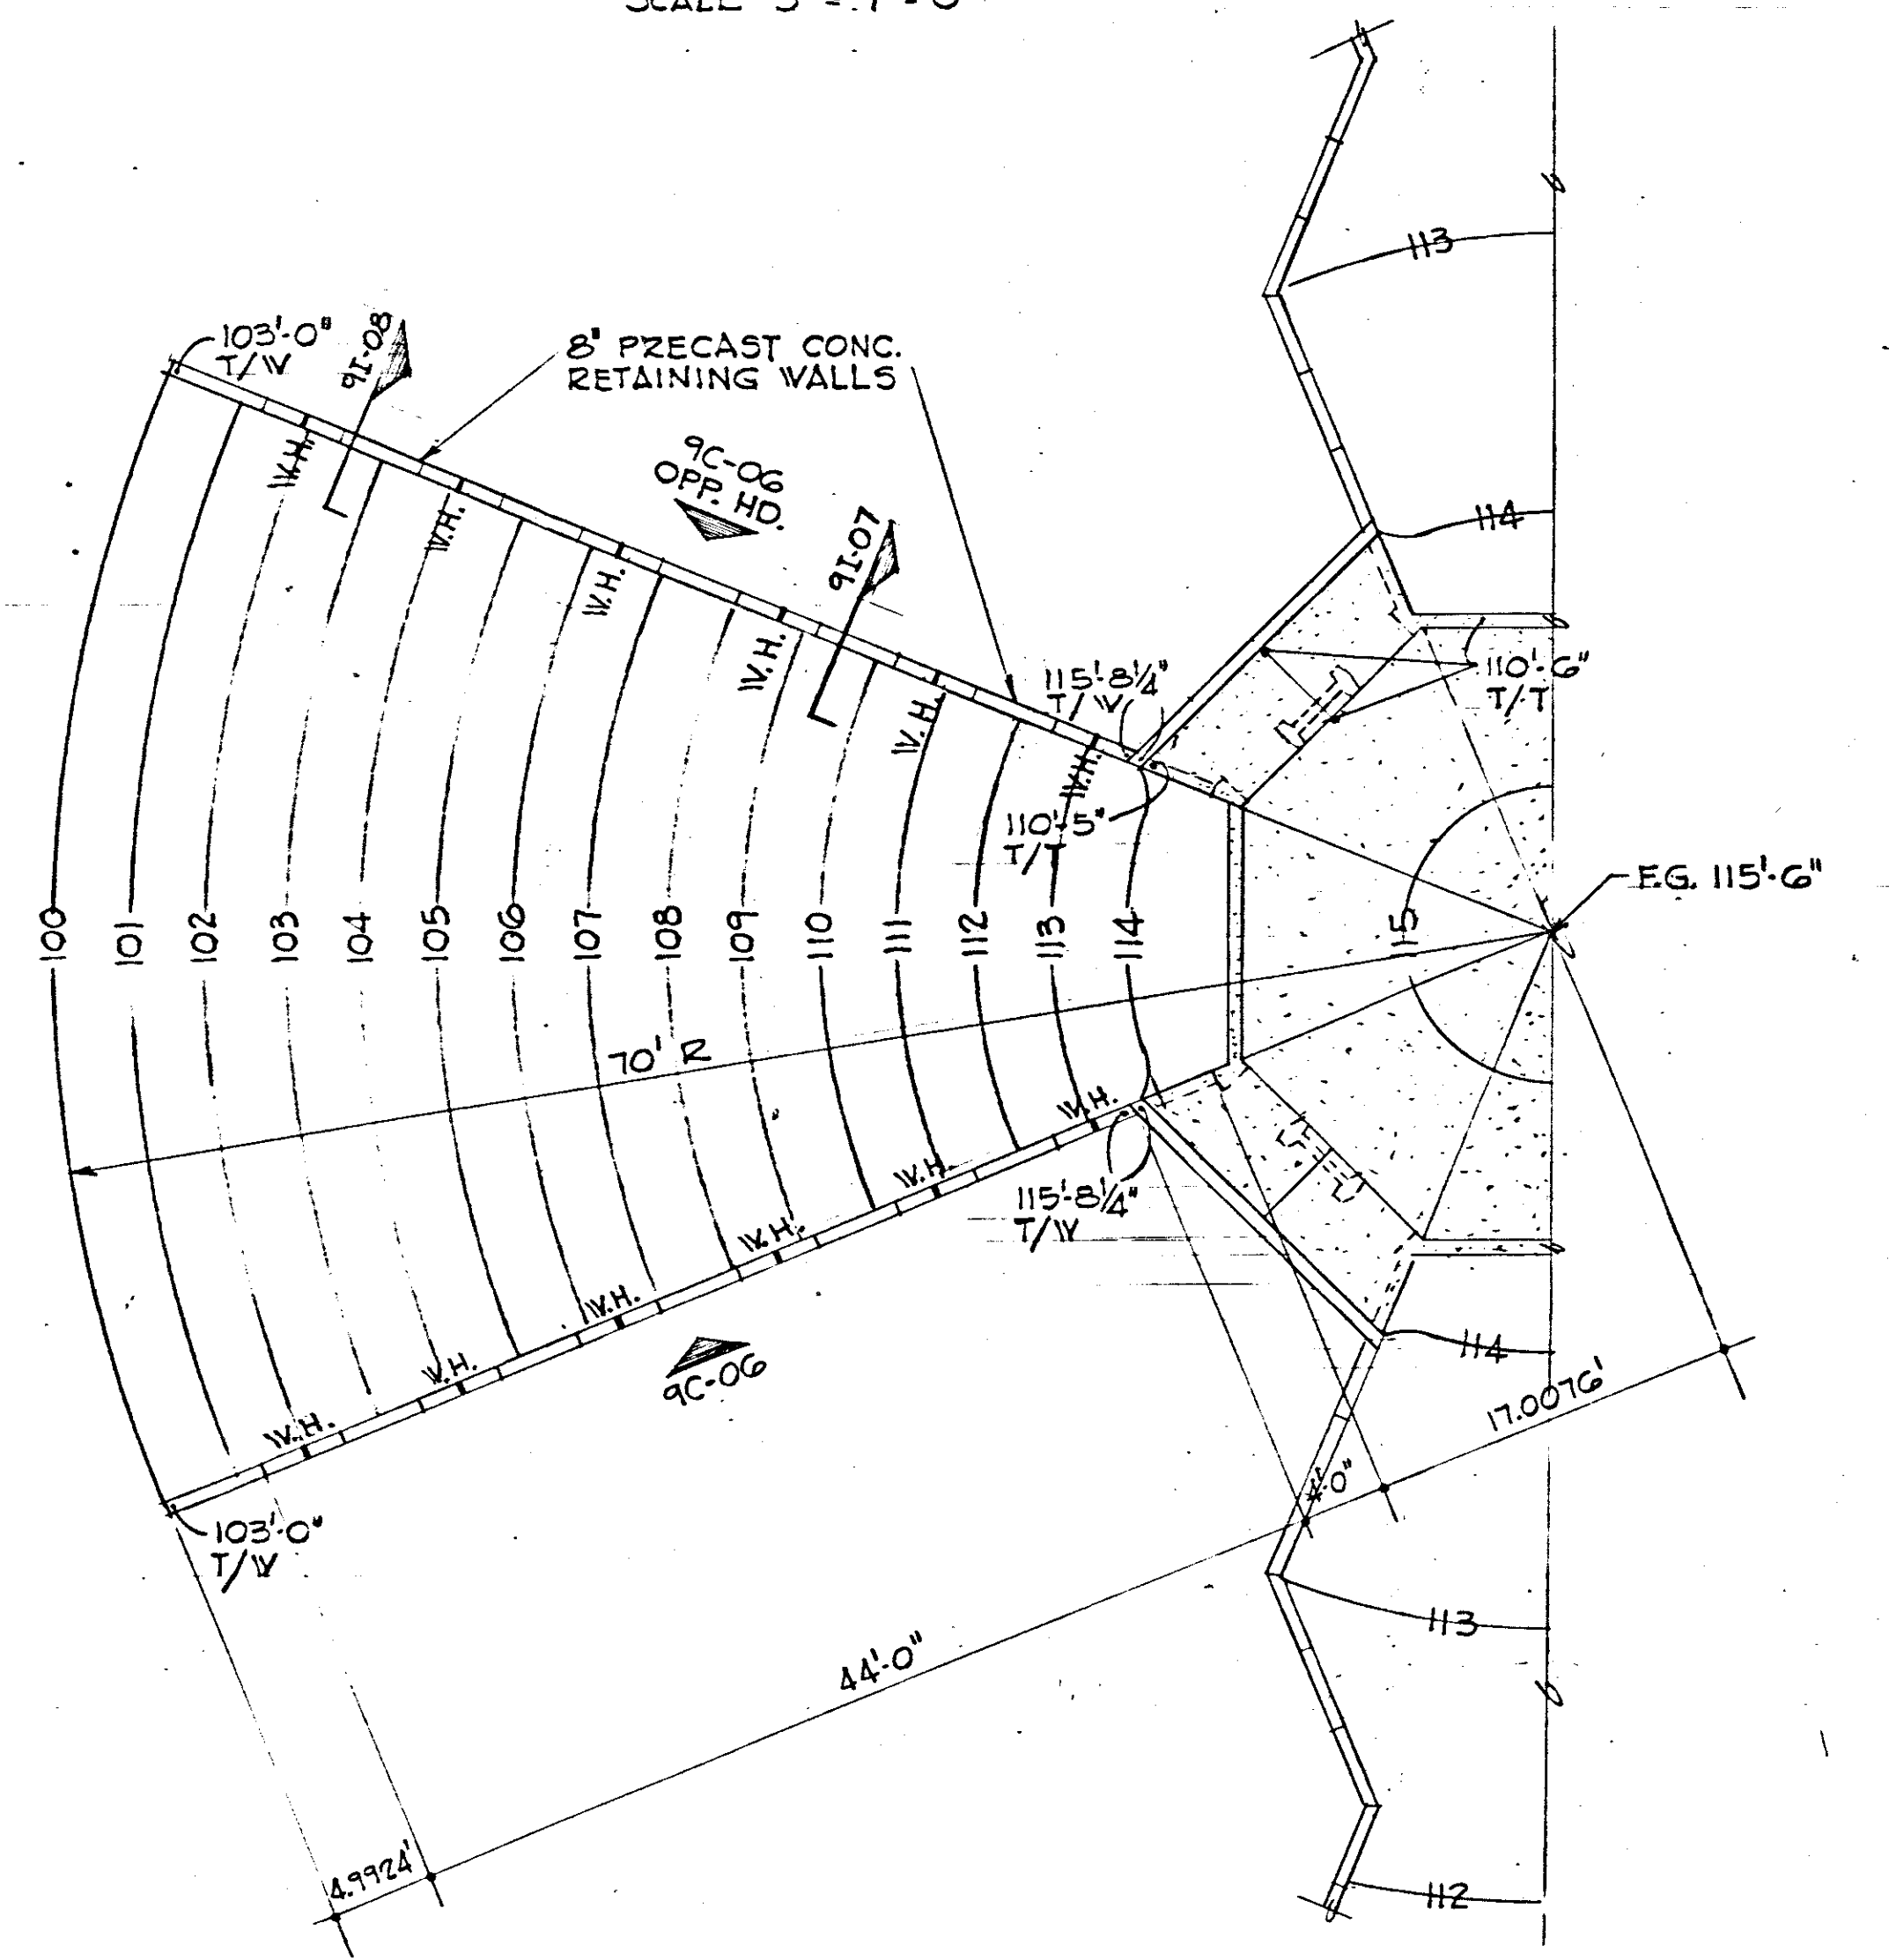 103'-0"
T/W
9I-08
8" PRECAST CONC.
RETAINING WALLS
9C-06
OPP. HD.
9I-07
113
114
W.H.
W.H.
W.H.
W.H.
W.H.
W.H.
115'-8¼"
T/W
110'-6"
T/T
110'-5"
T/T
E.G. 115'-6"
100
101
102
103
104
105
106
107
108
109
110
111
112
113
114
115
70' R
W.H.
W.H.
W.H.
W.H.
W.H.
W.H.
115'-8¼"
T/W
9C-06
114
17.0076'
103'-0"
T/W
113
44'-0"
4.9924'
112